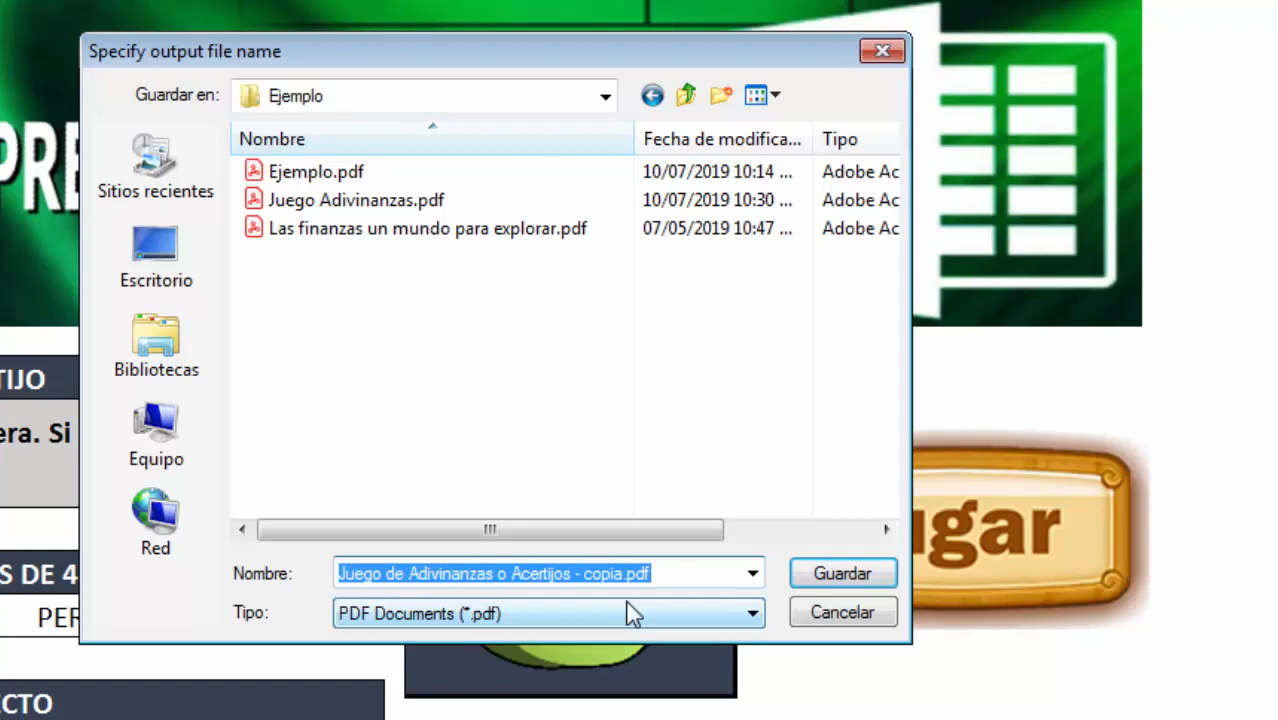 Specify output file name
Guardar en: Ejemplo
Nombre Fecha de modifica... Tipo
Ejemplo.pdf 10/07/2019 10:14 ... Adobe Ac
Juego Adivinanzas.pdf 10/07/2019 10:30 ... Adobe Ac
Las finanzas un mundo para explorar.pdf 07/05/2019 10:47 ... Adobe Ac
Sitios recientes
Escritorio
Bibliotecas
Equipo
Red
Nombre: Juego de Adivinanzas o Acertijos - copia.pdf Guardar
Tipo: PDF Documents (*.pdf) Cancelar
PRE
TIJO
era. Si
ugar
S DE 4
PER
ECTO